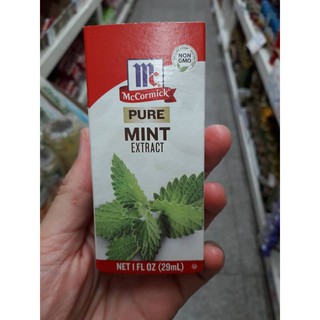 NON
GMO
McCormick
PURE
MINT
EXTRACT
NET 1 FL OZ (29mL)